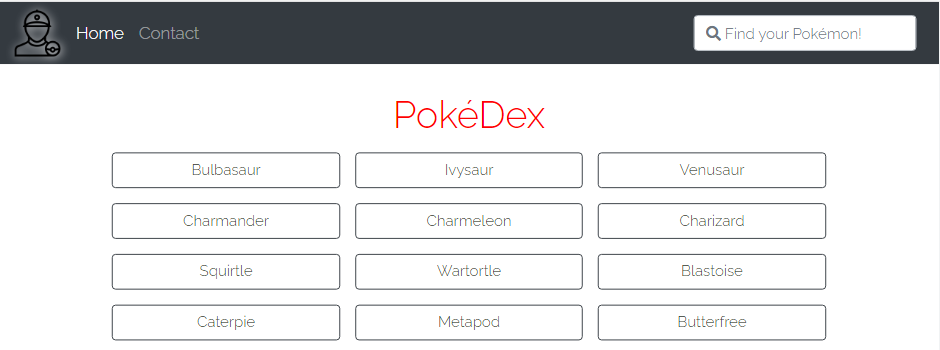 Home Contact Find your Pokémon!
PokéDex
Bulbasaur Ivysaur Venusaur
Charmander Charmeleon Charizard
Squirtle Wartortle Blastoise
Caterpie Metapod Butterfree